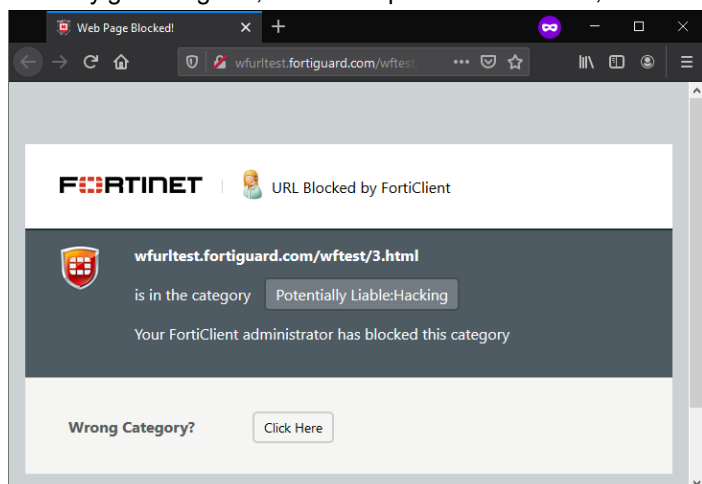 Web Page Blocked!
wfurltest.fortiguard.com/wftest
FORTINET
URL Blocked by FortiClient
wfurltest.fortiguard.com/wftest/3.html
is in the category Potentially Liable:Hacking
Your FortiClient administrator has blocked this category
Wrong Category? Click Here